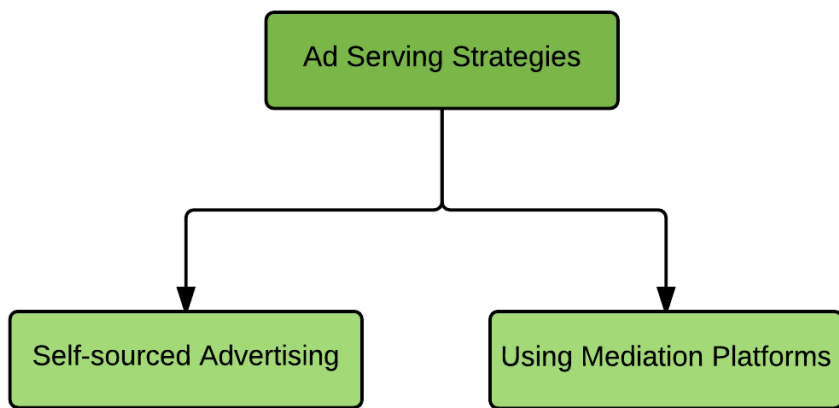 Ad Serving Strategies
Self-sourced Advertising
Using Mediation Platforms